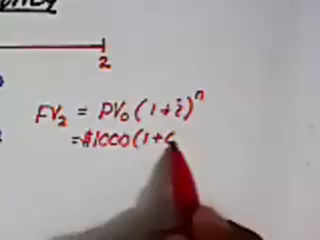 2
FV₂ = PV₀(1+i)ⁿ
=$1000(1+